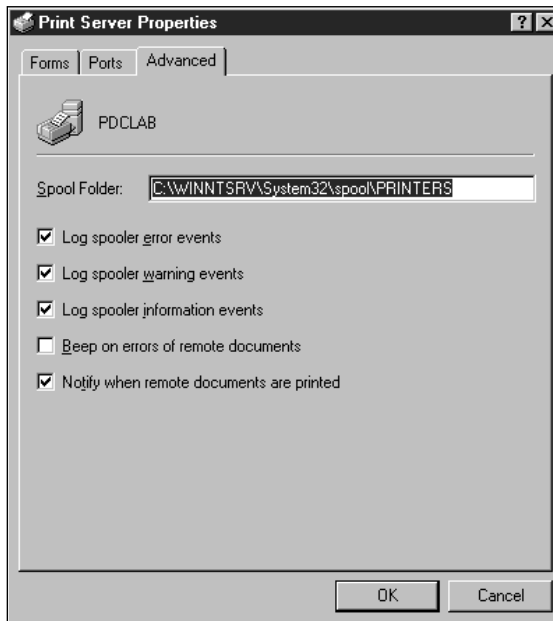 Print Server Properties
Forms Ports Advanced
PDCLAB
Spool Folder: C:\WINNTSRV\System32\spool\PRINTERS
Log spooler error events
Log spooler warning events
Log spooler information events
Beep on errors of remote documents
Notify when remote documents are printed
OK Cancel